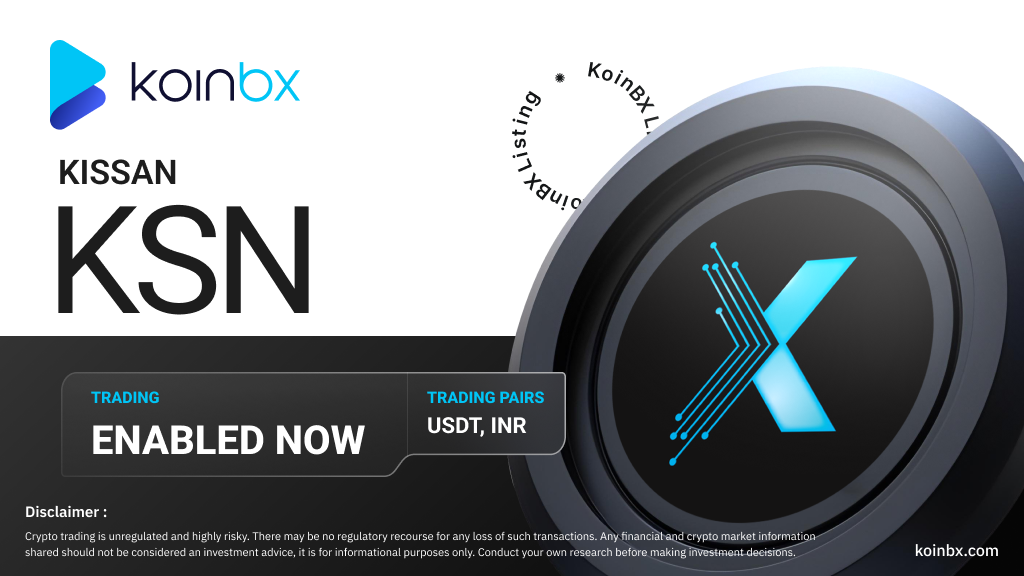 koinbx
KoinBX Listing
KISSAN
KSN
TRADING
ENABLED NOW
TRADING PAIRS
USDT, INR
Disclaimer :
Crypto trading is unregulated and highly risky. There may be no regulatory recourse for any loss of such transactions. Any financial and crypto market information
shared should not be considered an investment advice, it is for informational purposes only. Conduct your own research before making investment decisions.
koinbx.com